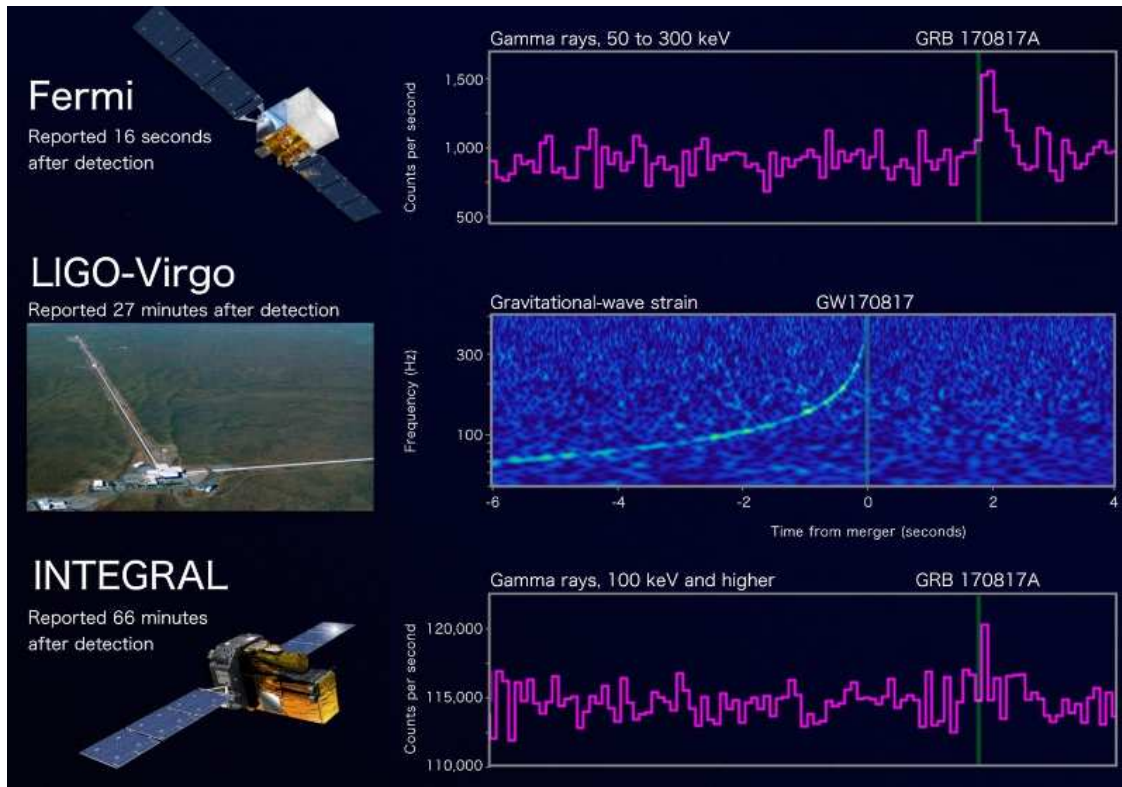 Fermi
Reported 16 seconds
after detection
Gamma rays, 50 to 300 keV
GRB 170817A
Counts per second
1,500
1,000
500
LIGO-Virgo
Reported 27 minutes after detection
Gravitational-wave strain
GW170817
Frequency (Hz)
300
100
-6
-4
-2
0
2
4
Time from merger (seconds)
INTEGRAL
Reported 66 minutes
after detection
Gamma rays, 100 keV and higher
GRB 170817A
Counts per second
120,000
115,000
110,000